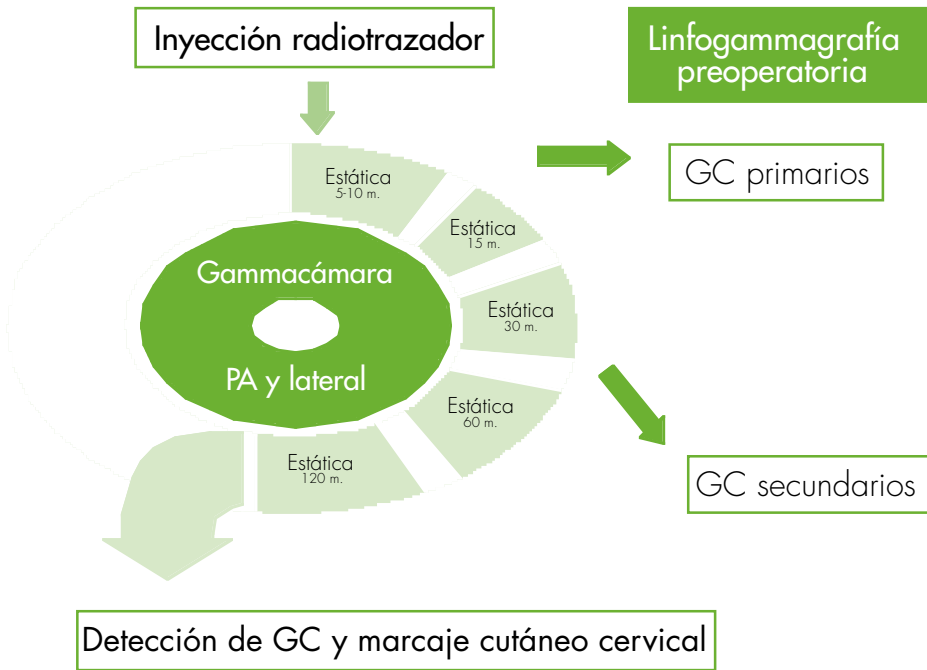 Inyección radiotrazador
Linfogammagrafía
preoperatoria
Estática
5-10 m.
GC primarios
Estática
15 m.
Gammacámara
Estática
30 m.
PA y lateral
Estática
60 m.
Estática
120 m.
GC secundarios
Detección de GC y marcaje cutáneo cervical